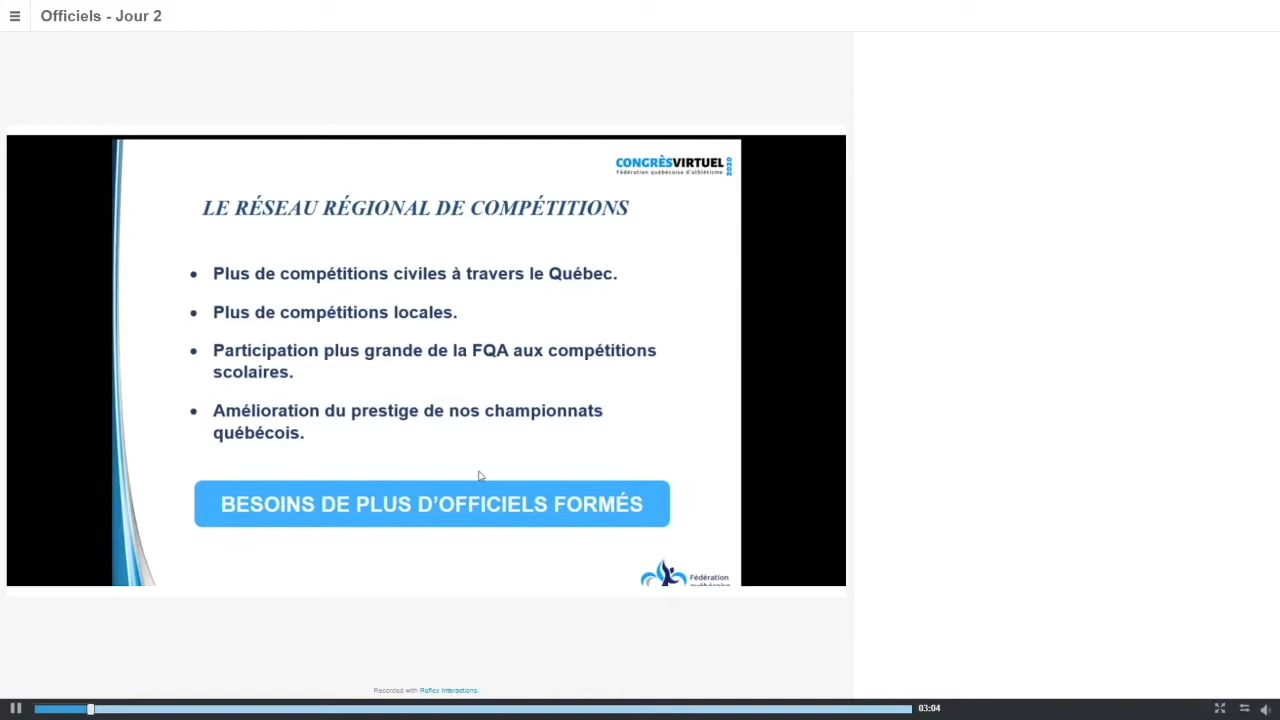 Officiels - Jour 2
CONGRÈSVIRTUEL 2020
Fédération québécoise d'athlétisme
LE RÉSEAU RÉGIONAL DE COMPÉTITIONS
• Plus de compétitions civiles à travers le Québec.
• Plus de compétitions locales.
• Participation plus grande de la FQA aux compétitions
scolaires.
• Amélioration du prestige de nos championnats
québécois.
BESOINS DE PLUS D'OFFICIELS FORMÉS
Fédération
québécoise
Recorded with Reflex Interactions.
03:04